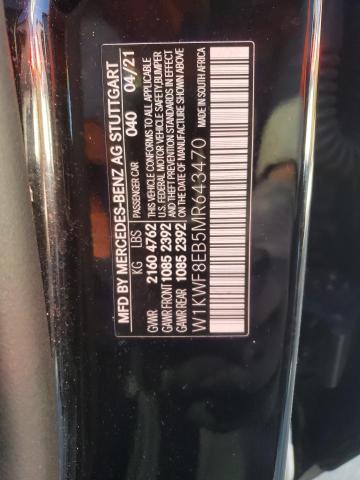 MFD BY MERCEDES-BENZ AG STUTTGART
PASSENGER CAR 040 04/21
KG LBS
GVWR 2160 4762
GAWR FRONT 1085 2392
GAWR REAR 1085 2392
THIS VEHICLE CONFORMS TO ALL APPLICABLE
U.S. FEDERAL MOTOR VEHICLE SAFETY,BUMPER
AND THEFT PREVENTION STANDARDS IN EFFECT
ON THE DATE OF MANUFACTURE SHOWN ABOVE
MADE IN SOUTH AFRICA
W1KWF8EB5MR643470